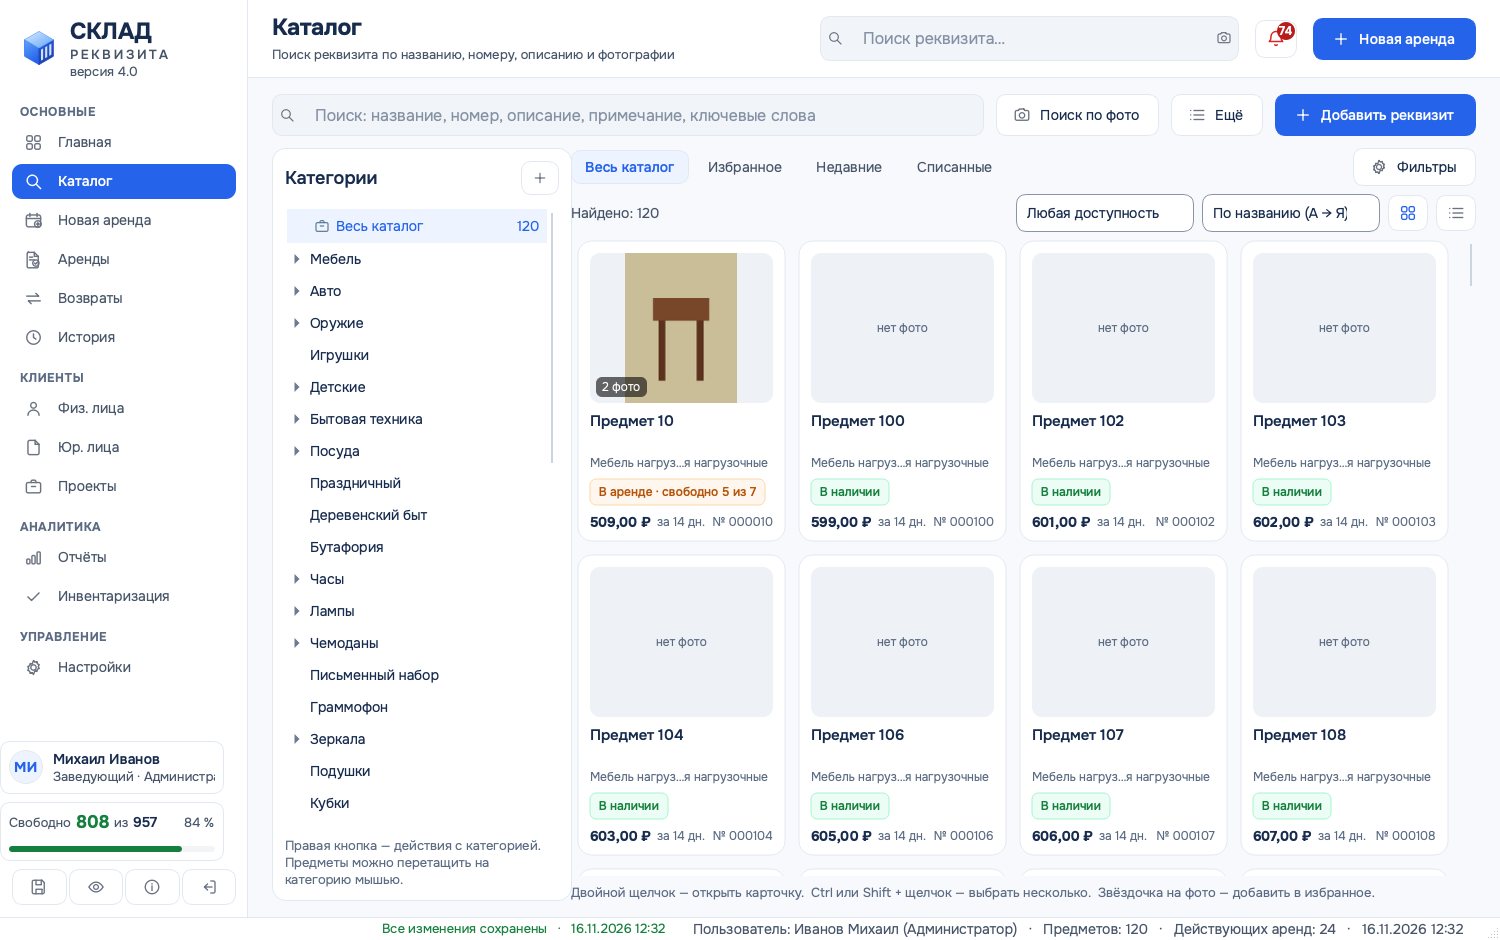 СКЛАД
РЕКВИЗИТА
версия 4.0
ОСНОВНЫЕ
Главная
Каталог
Новая аренда
Аренды
Возвраты
История
КЛИЕНТЫ
Физ. лица
Юр. лица
Проекты
АНАЛИТИКА
Отчёты
Инвентаризация
УПРАВЛЕНИЕ
Настройки
МИ
Михаил Иванов
Заведующий · Администра
Свободно 808 из 957 84 %
Каталог
Поиск реквизита по названию, номеру, описанию и фотографии
Поиск реквизита...
74
Новая аренда
Поиск: название, номер, описание, примечание, ключевые слова
Поиск по фото
Ещё
Добавить реквизит
Категории
Весь каталог 120
Мебель
Авто
Оружие
Игрушки
Детские
Бытовая техника
Посуда
Праздничный
Деревенский быт
Бутафория
Часы
Лампы
Чемоданы
Письменный набор
Граммофон
Зеркала
Подушки
Кубки
Правая кнопка — действия с категорией.
Предметы можно перетащить на
категорию мышью.
Весь каталог Избранное Недавние Списанные
Фильтры
Найдено: 120
Любая доступность
По названию (А → Я)
2 фото
Предмет 10
Мебель нагруз...я нагрузочные
В аренде · свободно 5 из 7
509,00 ₽ за 14 дн. № 000010
нет фото
Предмет 100
Мебель нагруз...я нагрузочные
В наличии
599,00 ₽ за 14 дн. № 000100
нет фото
Предмет 102
Мебель нагруз...я нагрузочные
В наличии
601,00 ₽ за 14 дн. № 000102
нет фото
Предмет 103
Мебель нагруз...я нагрузочные
В наличии
602,00 ₽ за 14 дн. № 000103
нет фото
Предмет 104
Мебель нагруз...я нагрузочные
В наличии
603,00 ₽ за 14 дн. № 000104
нет фото
Предмет 106
Мебель нагруз...я нагрузочные
В наличии
605,00 ₽ за 14 дн. № 000106
нет фото
Предмет 107
Мебель нагруз...я нагрузочные
В наличии
606,00 ₽ за 14 дн. № 000107
нет фото
Предмет 108
Мебель нагруз...я нагрузочные
В наличии
607,00 ₽ за 14 дн. № 000108
Двойной щелчок — открыть карточку. Ctrl или Shift + щелчок — выбрать несколько. Звёздочка на фото — добавить в избранное.
Все изменения сохранены · 16.11.2026 12:32 Пользователь: Иванов Михаил (Администратор) · Предметов: 120 · Действующих аренд: 24 · 16.11.2026 12:32